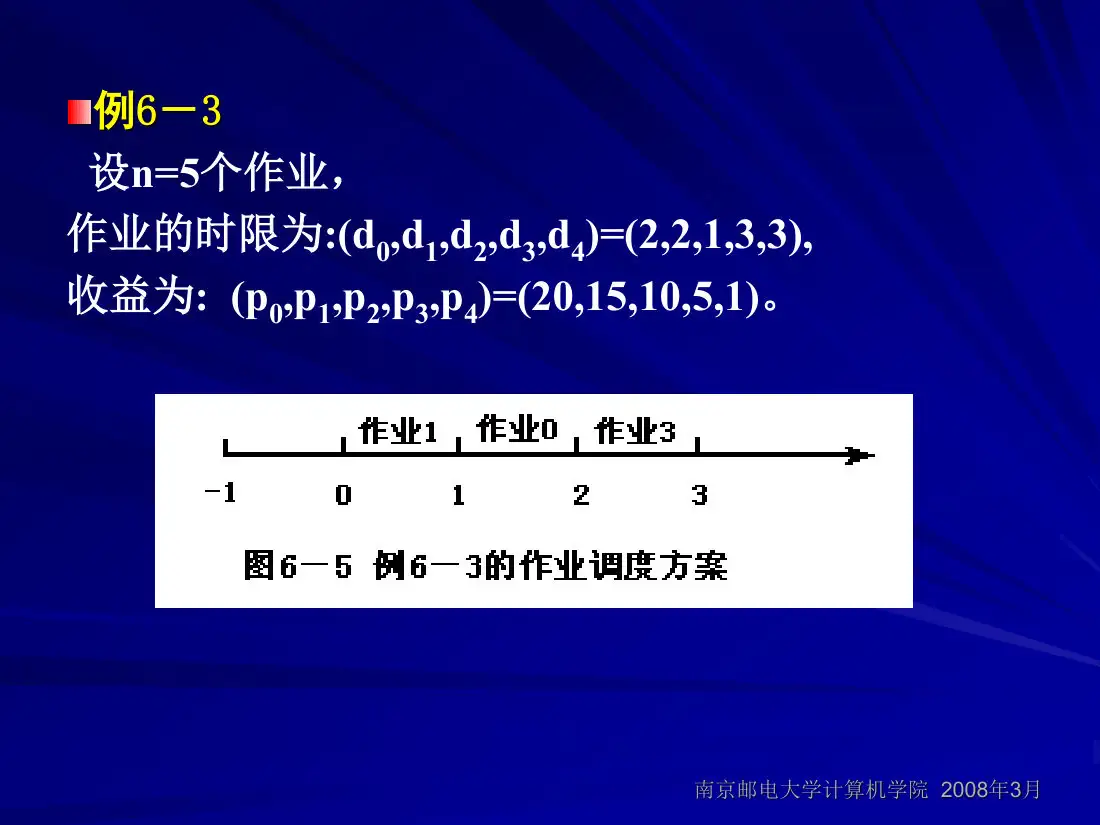 例6－3
设n=5个作业，
作业的时限为:(d0,d1,d2,d3,d4)=(2,2,1,3,3),
收益为: (p0,p1,p2,p3,p4)=(20,15,10,5,1)。
作业1 作业0 作业3
-1 0 1 2 3
图6－5 例6－3的作业调度方案
南京邮电大学计算机学院 2008年3月